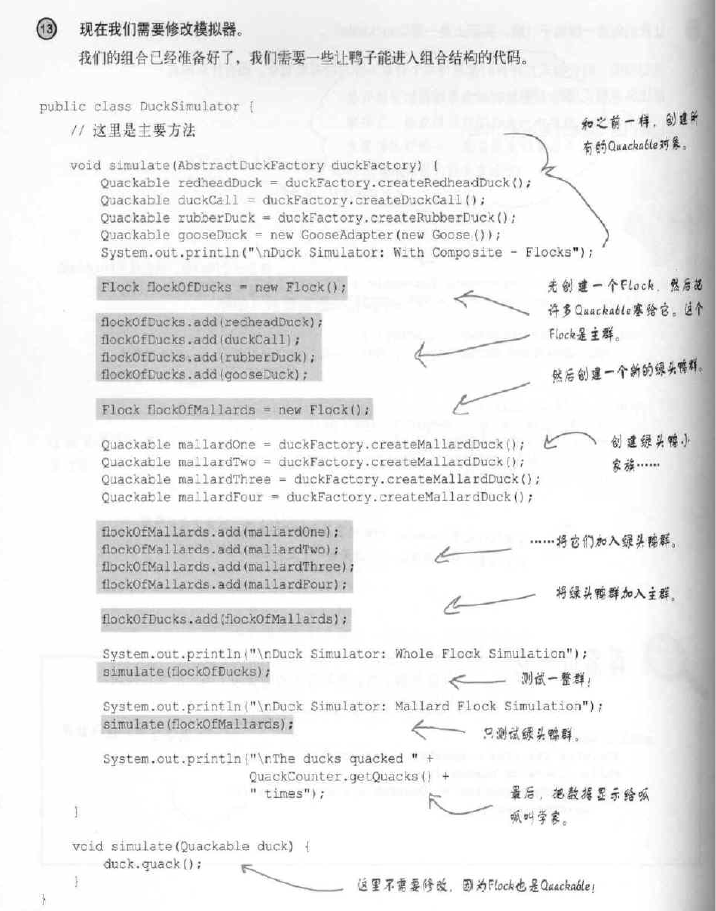 13 现在我们需要修改模拟器。
我们的组合已经准备好了，我们需要一些让鸭子能进入组合结构的代码。
public class DuckSimulator {
// 这里是主要方法
和之前一样，创建所
有的Quackable对象。
void simulate(AbstractDuckFactory duckFactory) {
Quackable redheadDuck = duckFactory.createRedheadDuck();
Quackable duckCall = duckFactory.createDuckCall();
Quackable rubberDuck = duckFactory.createRubberDuck();
Quackable gooseDuck = new GooseAdapter(new Goose());
System.out.println("\nDuck Simulator: With Composite - Flocks");
Flock flockOfDucks = new Flock();
先创建一个Flock，然后把
许多Quackable塞给它。这个
Flock是主群。
flockOfDucks.add(redheadDuck);
flockOfDucks.add(duckCall);
flockOfDucks.add(rubberDuck);
flockOfDucks.add(gooseDuck);
然后创建一个新的绿头鸭群。
Flock flockOfMallards = new Flock();
Quackable mallardOne = duckFactory.createMallardDuck();
Quackable mallardTwo = duckFactory.createMallardDuck();
Quackable mallardThree = duckFactory.createMallardDuck();
Quackable mallardFour = duckFactory.createMallardDuck();
创建绿头鸭小
家族……
flockOfMallards.add(mallardOne);
flockOfMallards.add(mallardTwo);
flockOfMallards.add(mallardThree);
flockOfMallards.add(mallardFour);
……将它们加入绿头鸭群。
将绿头鸭群加入主群。
flockOfDucks.add(flockOfMallards);
System.out.println("\nDuck Simulator: Whole Flock Simulation");
simulate(flockOfDucks);
测试一整群！
System.out.println("\nDuck Simulator: Mallard Flock Simulation");
simulate(flockOfMallards);
只测试绿头鸭群。
System.out.println("\nThe ducks quacked " +
QuackCounter.getQuacks() +
" times");
最后，把数据显示给呱
呱叫学家。
}
void simulate(Quackable duck) {
duck.quack();
}
这里不需要修改，因为Flock也是Quackable！
}